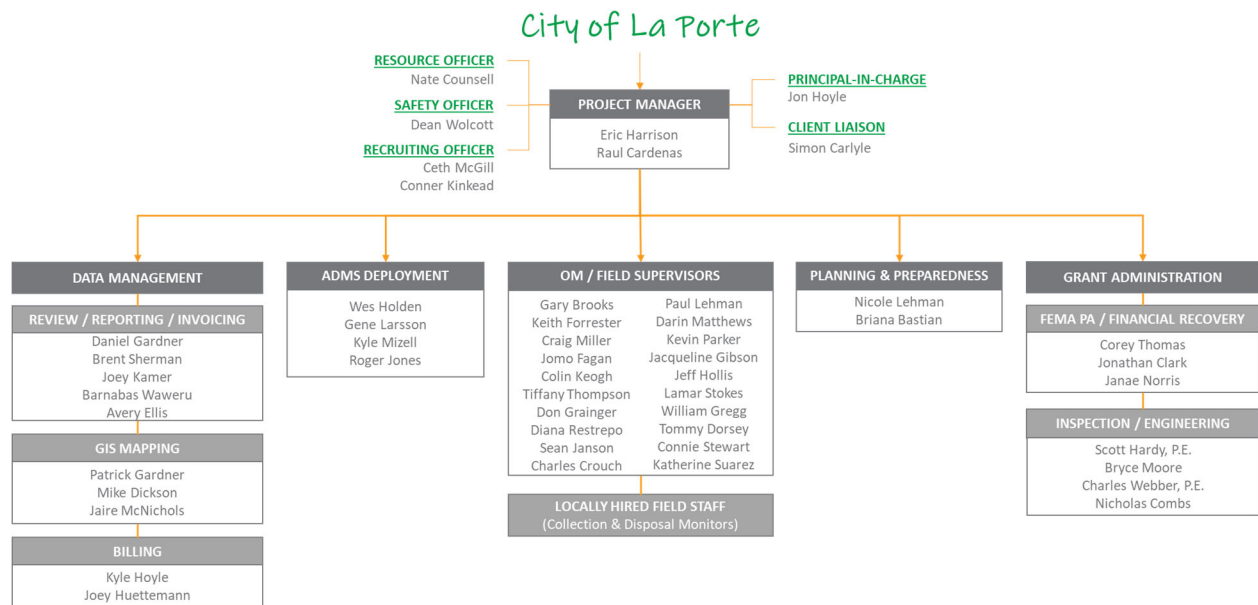 City of La Porte
RESOURCE OFFICER
Nate Counsell
SAFETY OFFICER
Dean Wolcott
RECRUITING OFFICER
Ceth McGill
Conner Kinkead
PROJECT MANAGER
Eric Harrison
Raul Cardenas
PRINCIPAL-IN-CHARGE
Jon Hoyle
CLIENT LIAISON
Simon Carlyle
DATA MANAGEMENT
REVIEW / REPORTING / INVOICING
Daniel Gardner
Brent Sherman
Joey Kamer
Barnabas Waweru
Avery Ellis
GIS MAPPING
Patrick Gardner
Mike Dickson
Jaire McNichols
BILLING
Kyle Hoyle
Joey Huettemann
ADMS DEPLOYMENT
Wes Holden
Gene Larsson
Kyle Mizell
Roger Jones
OM / FIELD SUPERVISORS
Gary Brooks
Keith Forrester
Craig Miller
Jomo Fagan
Colin Keogh
Tiffany Thompson
Don Grainger
Diana Restrepo
Sean Janson
Charles Crouch
Paul Lehman
Darin Matthews
Kevin Parker
Jacqueline Gibson
Jeff Hollis
Lamar Stokes
William Gregg
Tommy Dorsey
Connie Stewart
Katherine Suarez
LOCALLY HIRED FIELD STAFF
(Collection & Disposal Monitors)
PLANNING & PREPAREDNESS
Nicole Lehman
Briana Bastian
GRANT ADMINISTRATION
FEMA PA / FINANCIAL RECOVERY
Corey Thomas
Jonathan Clark
Janae Norris
INSPECTION / ENGINEERING
Scott Hardy, P.E.
Bryce Moore
Charles Webber, P.E.
Nicholas Combs